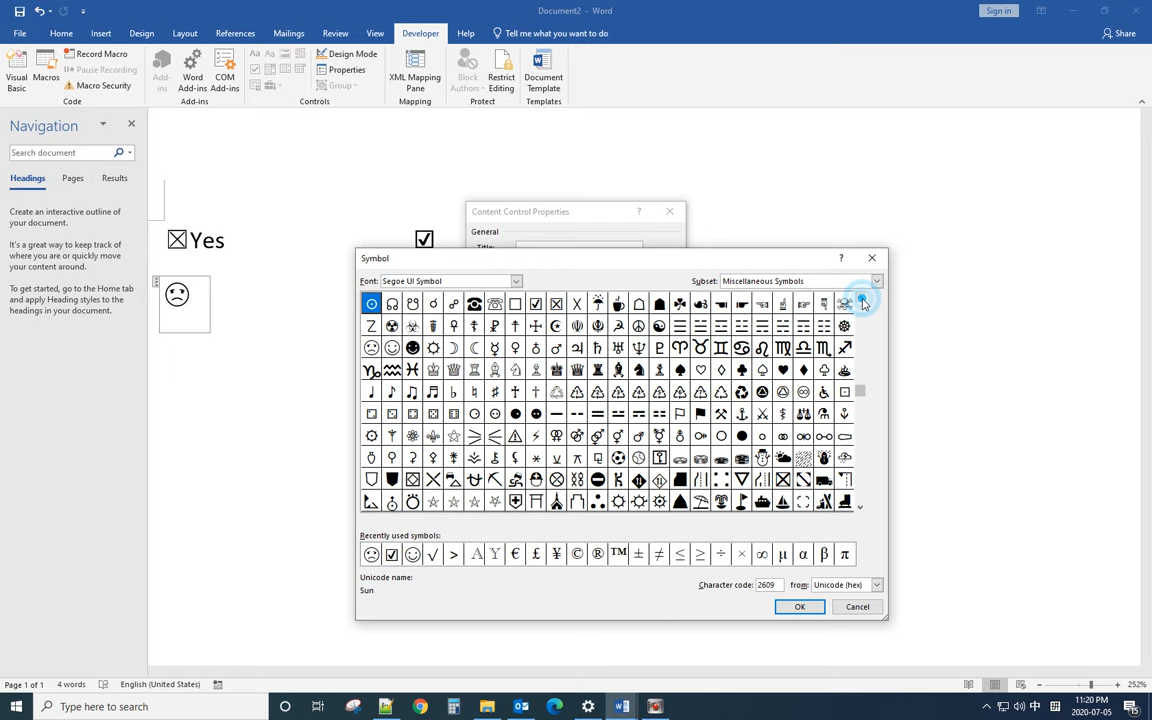 Document2 - Word
Sign in
File Home Insert Design Layout References Mailings Review View Developer Help Tell me what you want to do Share
Visual Basic
Macros
Record Macro
Pause Recording
Macro Security
Code
Add-ins
Word Add-ins
COM Add-ins
Add-ins
Design Mode
Properties
Group
Controls
XML Mapping Pane
Mapping
Block Authors
Restrict Editing
Protect
Document Template
Templates
Navigation
Search document
Headings Pages Results
Create an interactive outline of
your document.
It's a great way to keep track of
where you are or quickly move
your content around.
To get started, go to the Home tab
and apply Heading styles to the
headings in your document.
☒Yes ☑
☹
Content Control Properties ?
General
Title:
Symbol ?
Font: Segoe UI Symbol
Subset: Miscellaneous Symbols
Recently used symbols:
☹ ☑ ☺ √ > A Y € £ ¥ © ® ™ ± ≠ ≤ ≥ ÷ × ∞ µ α β π
Unicode name:
Sun
Character code: 2609 from: Unicode (hex)
OK Cancel
Page 1 of 1 4 words English (United States) 252%
Type here to search
中 拼
11:20 PM
2020-07-05
15